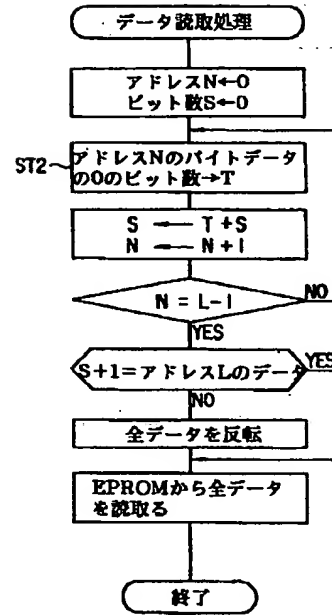 データ読取処理
アドレスN←0
ビット数S←0
ST2
アドレスNのバイトデータ
の0のビット数→T
S ← T+S
N ← N+1
N = L-1
NO
YES
S+1=アドレスLのデータ
YES
NO
全データを反転
EPROMから全データ
を読取る
終了